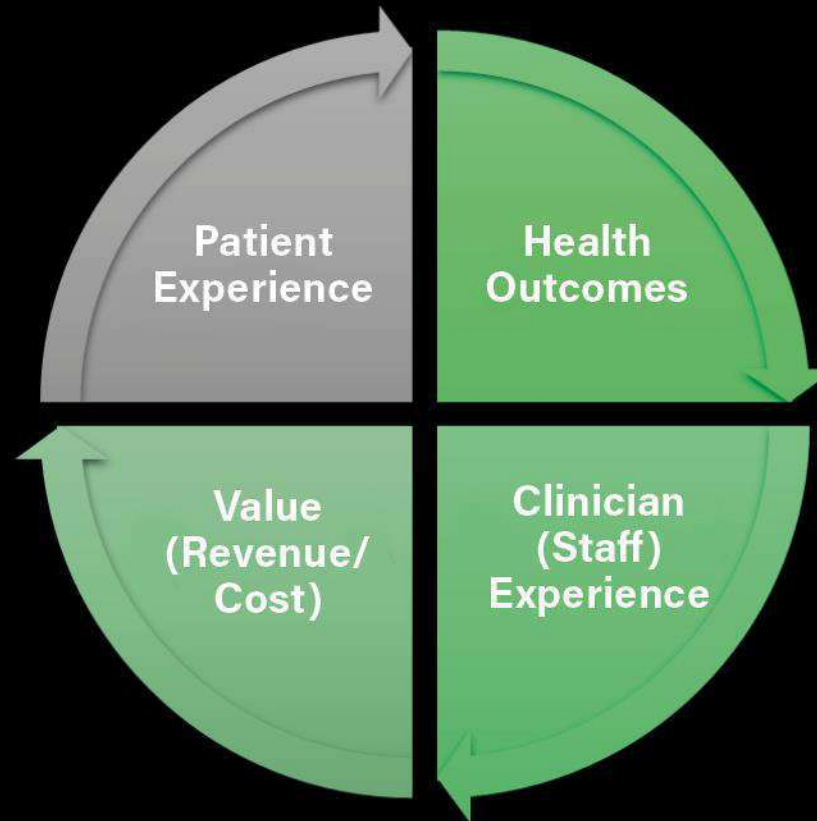 Patient
Experience
Health
Outcomes
Value
(Revenue/
Cost)
Clinician
(Staff)
Experience